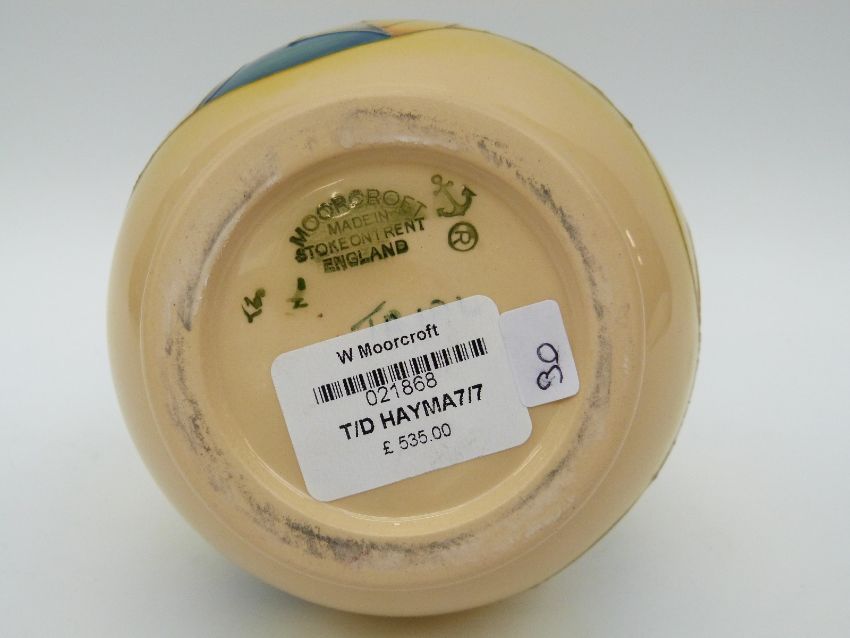 MOORCROFT
MADE IN
STOKE ON TRENT
ENGLAND
®
W Moorcroft
021868
T/D HAYMA7/7
£ 535.00
30